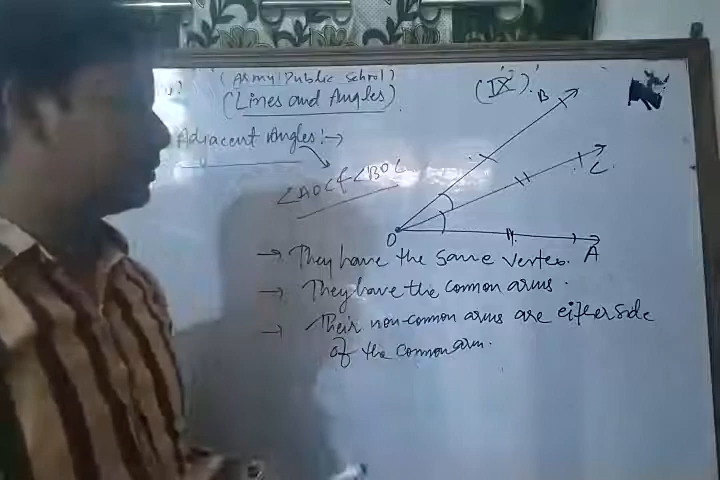 (Army Public School)
(Lines and Angles).
(IX).
Adjacent Angles:→
∠AOC & ∠BOC
B
C.
O
A
→ They have the same vertex.
→ They have the common arms.
→ Their non-common arms are either side
of the common arm.